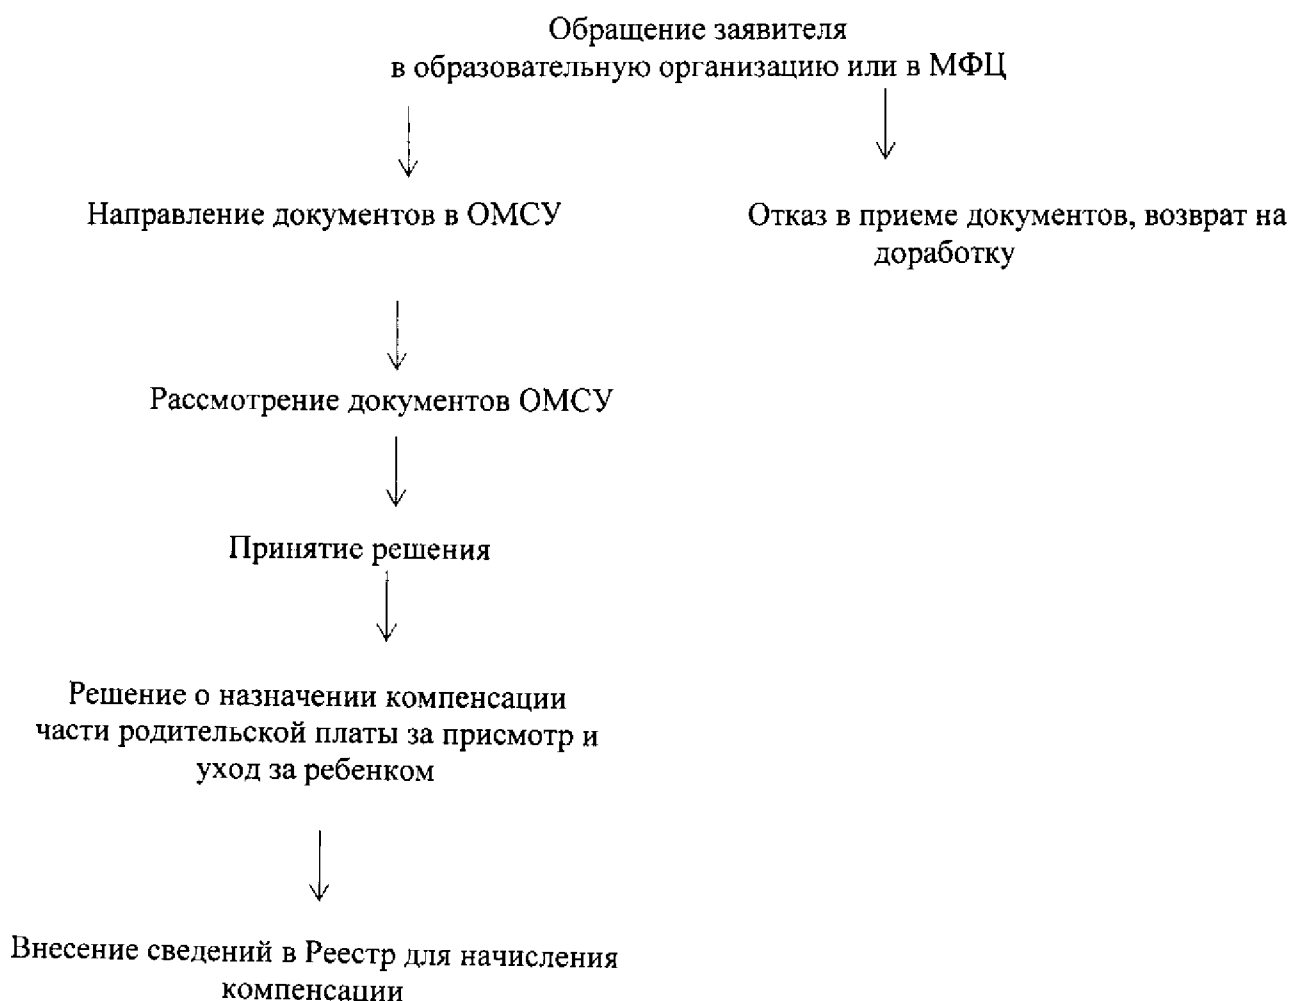 Обращение заявителя
в образовательную организацию или в МФЦ
Направление документов в ОМСУ
Отказ в приеме документов, возврат на
доработку
Рассмотрение документов ОМСУ
Принятие решения
Решение о назначении компенсации
части родительской платы за присмотр и
уход за ребенком
Внесение сведений в Реестр для начисления
компенсации